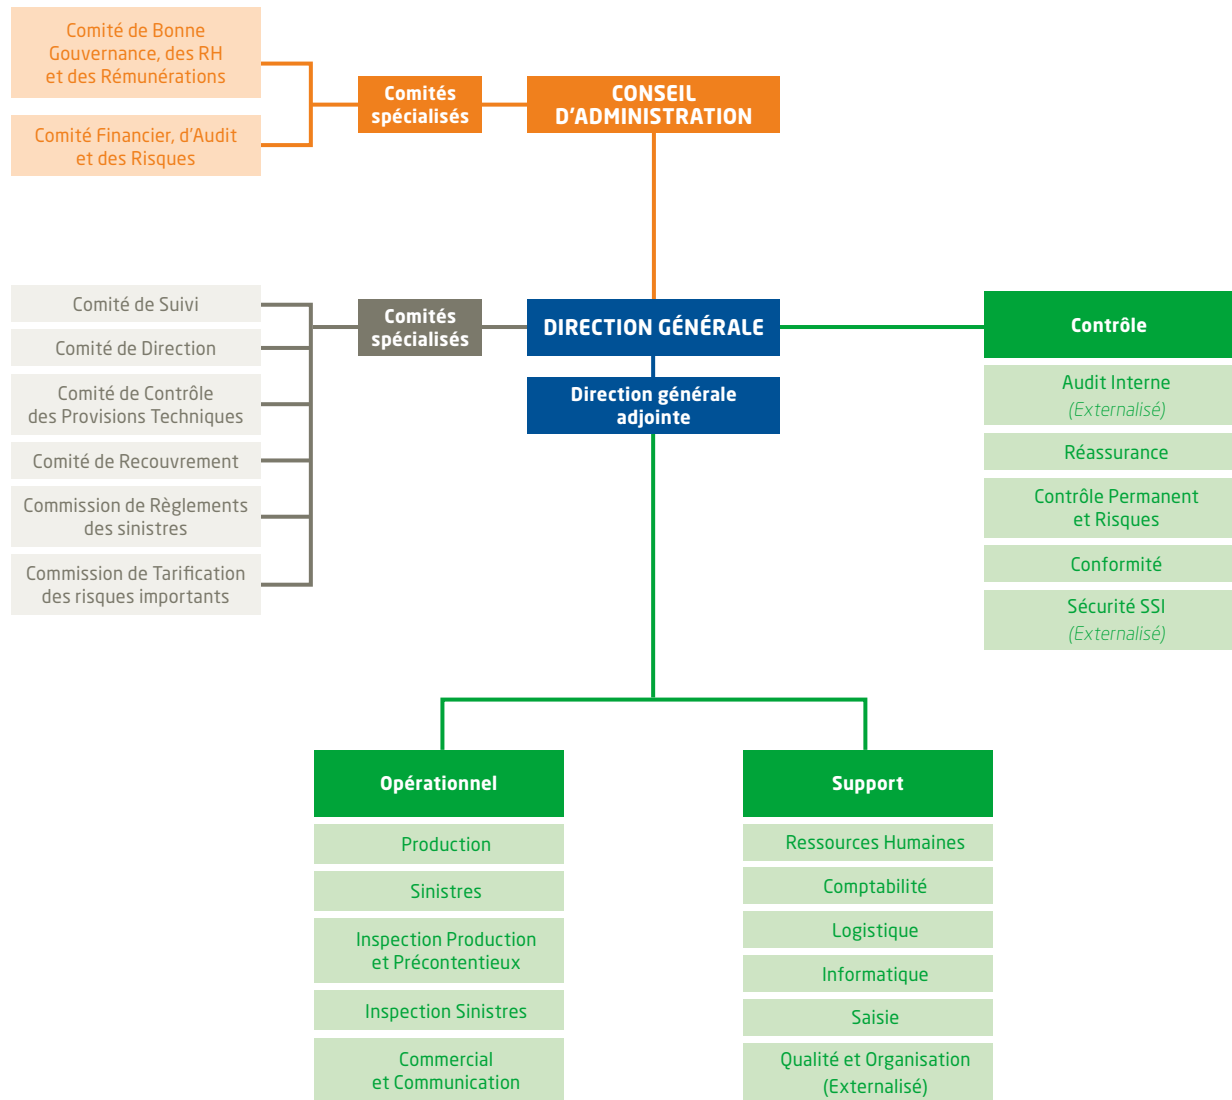 Comité de Bonne
Gouvernance, des RH
et des Rémunérations
Comité Financier, d'Audit
et des Risques
Comités
spécialisés
CONSEIL
D'ADMINISTRATION
Comité de Suivi
Comité de Direction
Comité de Contrôle
des Provisions Techniques
Comité de Recouvrement
Commission de Règlements
des sinistres
Commission de Tarification
des risques importants
Comités
spécialisés
DIRECTION GÉNÉRALE
Direction générale
adjointe
Contrôle
Audit Interne
(Externalisé)
Réassurance
Contrôle Permanent
et Risques
Conformité
Sécurité SSI
(Externalisé)
Opérationnel
Production
Sinistres
Inspection Production
et Précontentieux
Inspection Sinistres
Commercial
et Communication
Support
Ressources Humaines
Comptabilité
Logistique
Informatique
Saisie
Qualité et Organisation
(Externalisé)